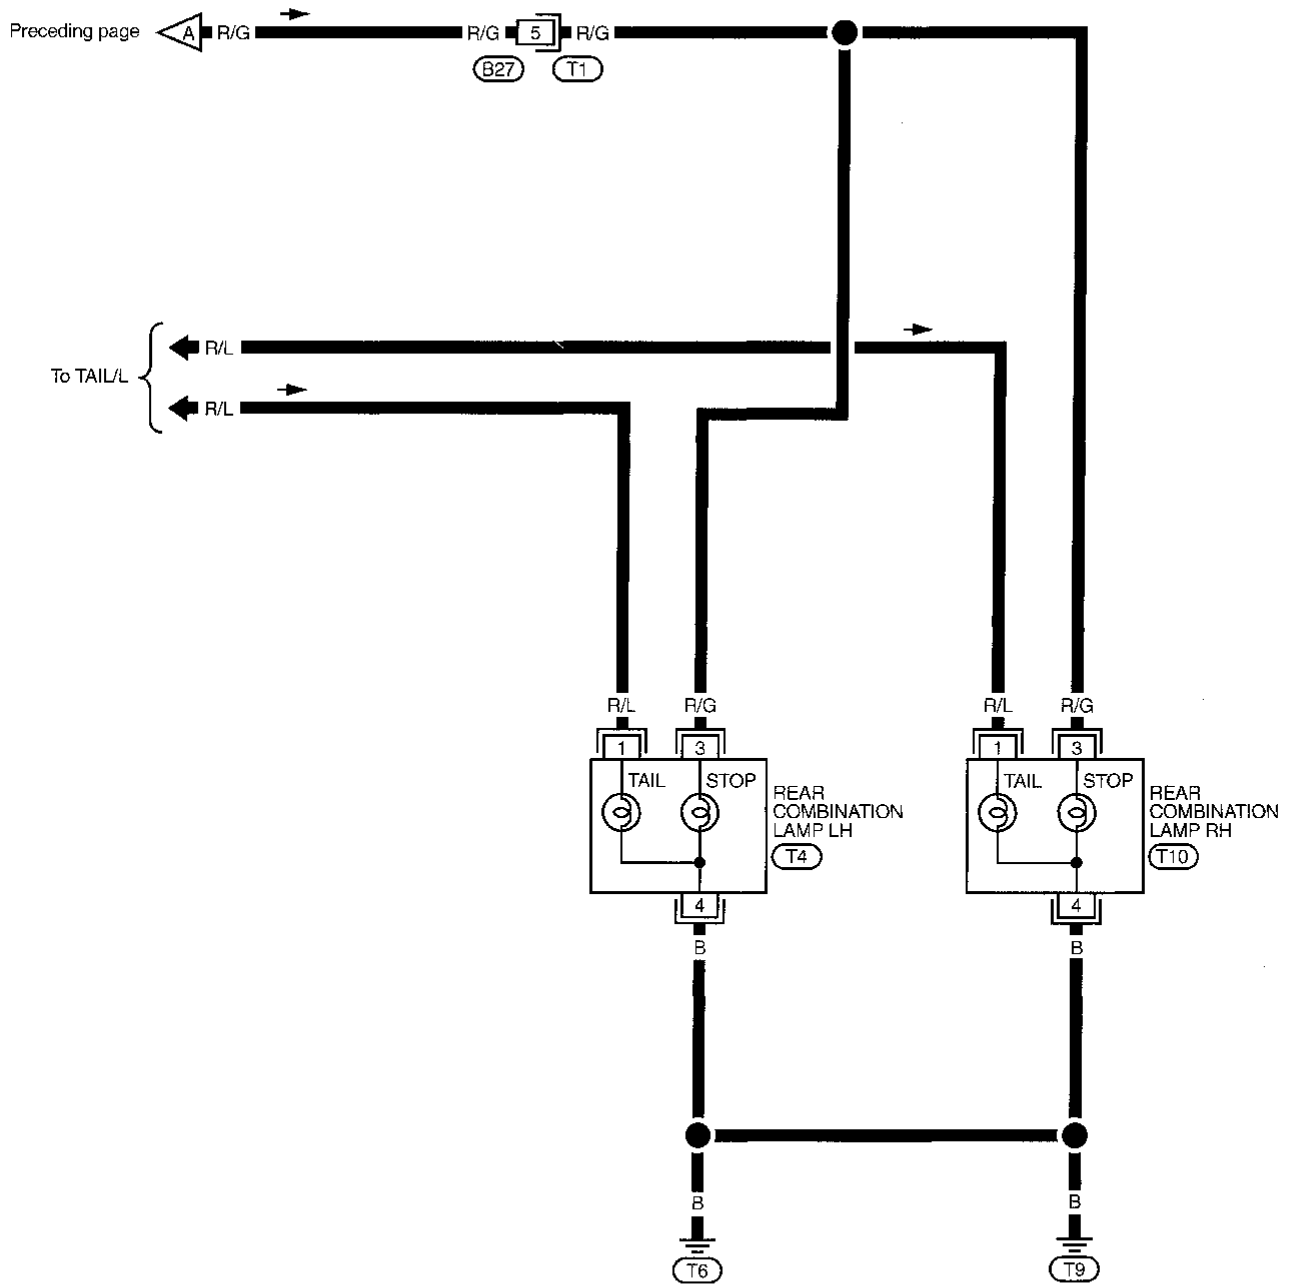 Preceding page A R/G R/G 5 R/G
B27 T1
R/L
To TAIL/L
R/L
R/L R/G R/L R/G
1 3 1 3
TAIL STOP TAIL STOP
REAR
COMBINATION
LAMP LH
T4
REAR
COMBINATION
LAMP RH
T10
4 4
B B
B B
T6 T9